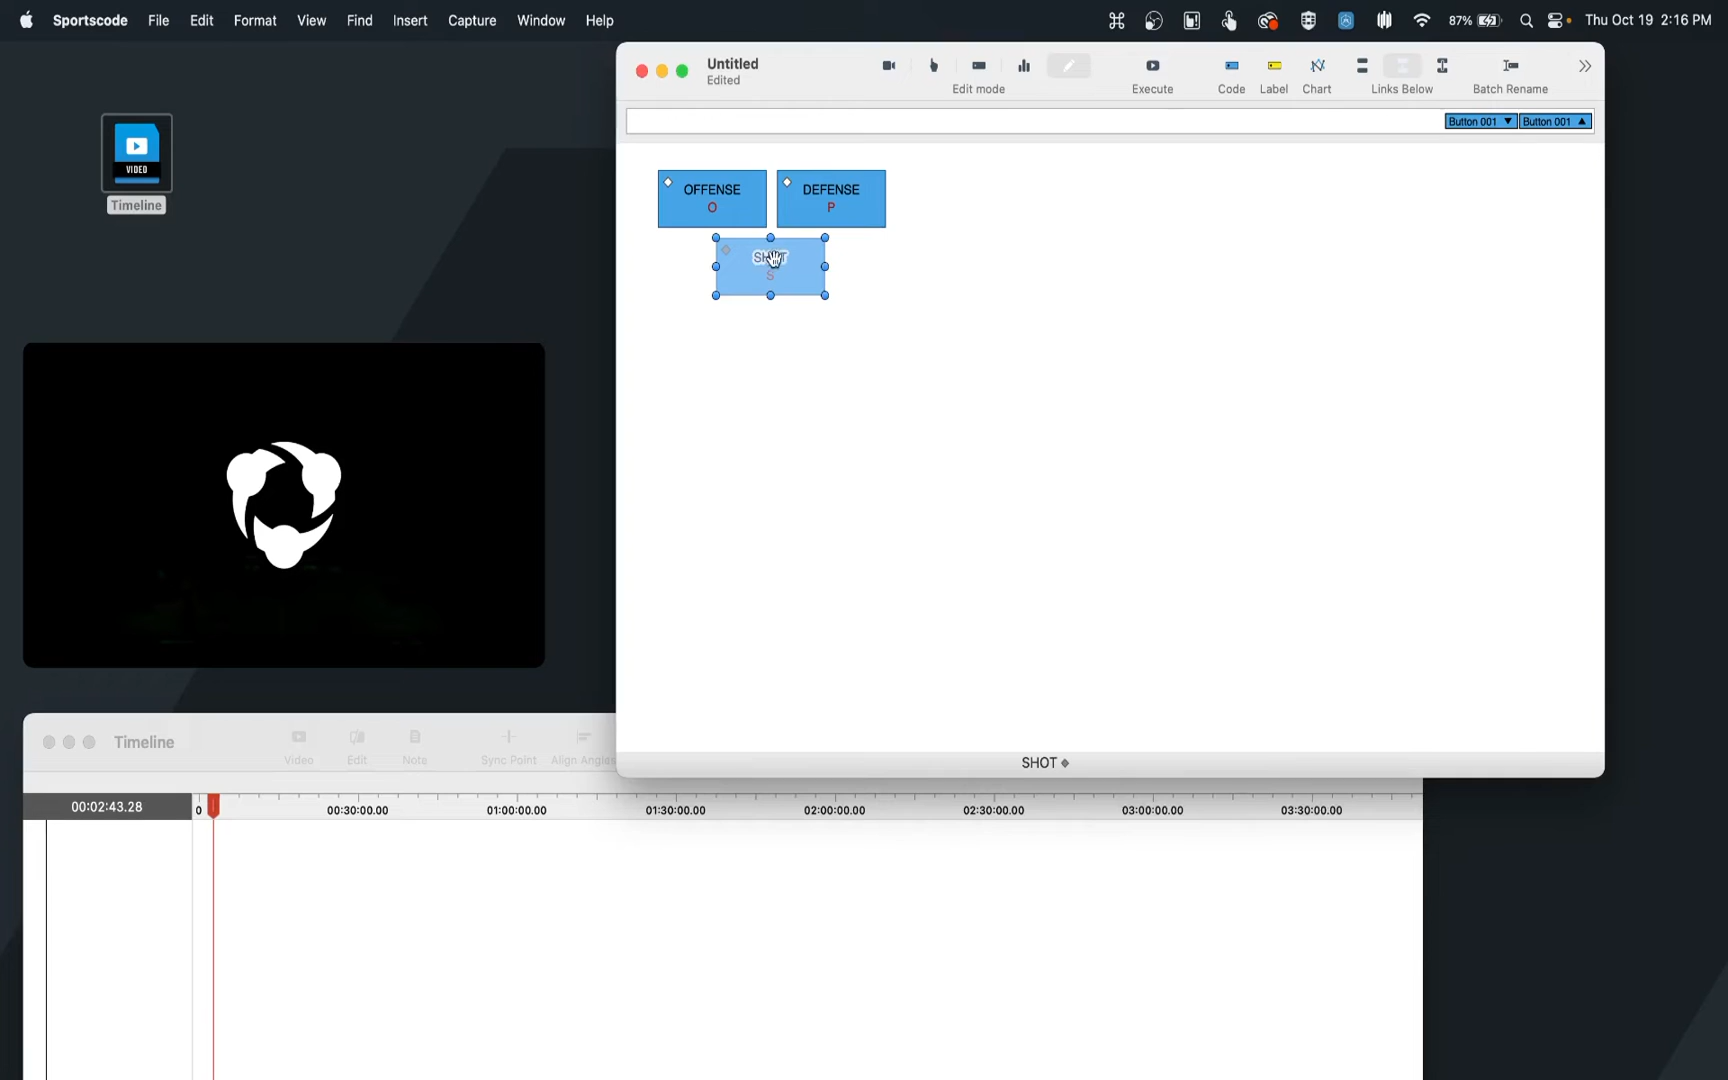 Sportscode File Edit Format View Find Insert Capture Window Help 87% Thu Oct 19 2:16 PM
Untitled
Edited
Edit mode Execute Code Label Chart Links Below Batch Rename
Button 001 ▼ Button 001 ▲
VIDEO
Timeline
OFFENSE
O
DEFENSE
P
SHOT
S
SHOT
Timeline
Video Edit Note Sync Point Align Angles
00:02:43.28 0 00:30:00.00 01:00:00.00 01:30:00.00 02:00:00.00 02:30:00.00 03:00:00.00 03:30:00.00